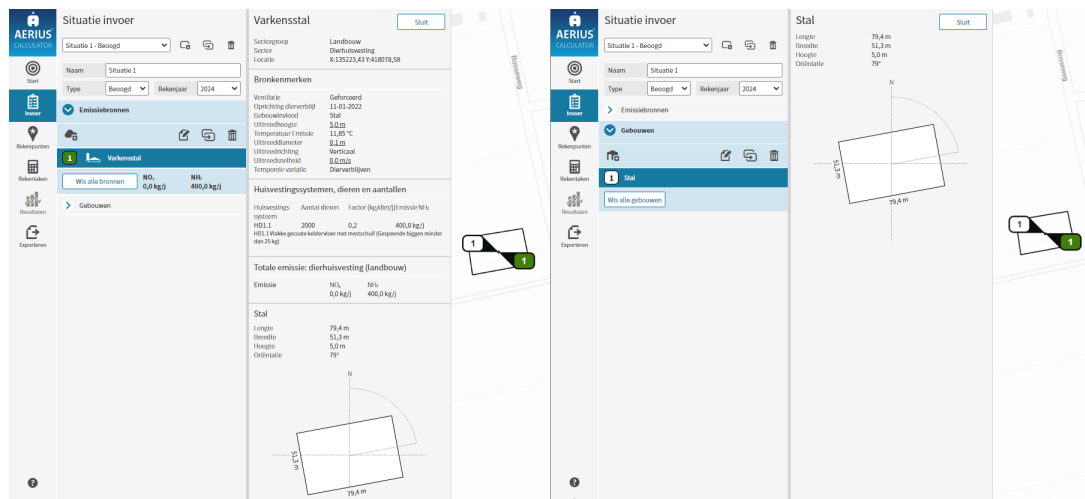 AERIUS
CALCULATOR
Start
Invoer
Rekenpunten
Rekentaken
Resultaten
Exporteren
?
Situatie invoer
Situatie 1 - Beoogd
Naam Situatie 1
Type Beoogd Rekenjaar 2024
Emissiebronnen
1 Varkensstal
Wis alle bronnen
NOₓ NH₃
0,0 kg/j 400,0 kg/j
Gebouwen
Varkensstal Sluit
Sectorgroep Landbouw
Sector Dierhuisvesting
Locatie X:135223,43 Y:418078,58
Bronkenmerken
Ventilatie Geforceerd
Oprichting dierverblijf 11-01-2022
Gebouwinvloed Stal
Uittreedhoogte 5,0 m
Temperatuur Emissie 11,85 °C
Uittreeddiameter 0,1 m
Uittreedrichting Verticaal
Uittreedsnelheid 0,0 m/s
Temporele variatie Dierverblijven
Huisvestingssystemen, dieren en aantallen
Huisvestings Aantal dieren Factor (kg/dier/j) Emissie NH₃
systeem
HD1.1 2000 0,2 400,0 kg/j
HD1.1 Vlakke gecoate keldervloer met mestschuif (Gespeende biggen minder
dan 25 kg)
Totale emissie: dierhuisvesting (landbouw)
Emissie NOₓ NH₃
0,0 kg/j 400,0 kg/j
Stal
Lengte 79,4 m
Breedte 51,3 m
Hoogte 5,0 m
Oriëntatie 79°
N
51,3 m
79,4 m
Bosseweg
1
1
AERIUS
CALCULATOR
Start
Invoer
Rekenpunten
Rekentaken
Resultaten
Exporteren
?
Situatie invoer
Situatie 1 - Beoogd
Naam Situatie 1
Type Beoogd Rekenjaar 2024
Emissiebronnen
Gebouwen
1 Stal
Wis alle gebouwen
Stal Sluit
Lengte 79,4 m
Breedte 51,3 m
Hoogte 5,0 m
Oriëntatie 79°
N
51,3 m
79,4 m
Bosseweg
1
1